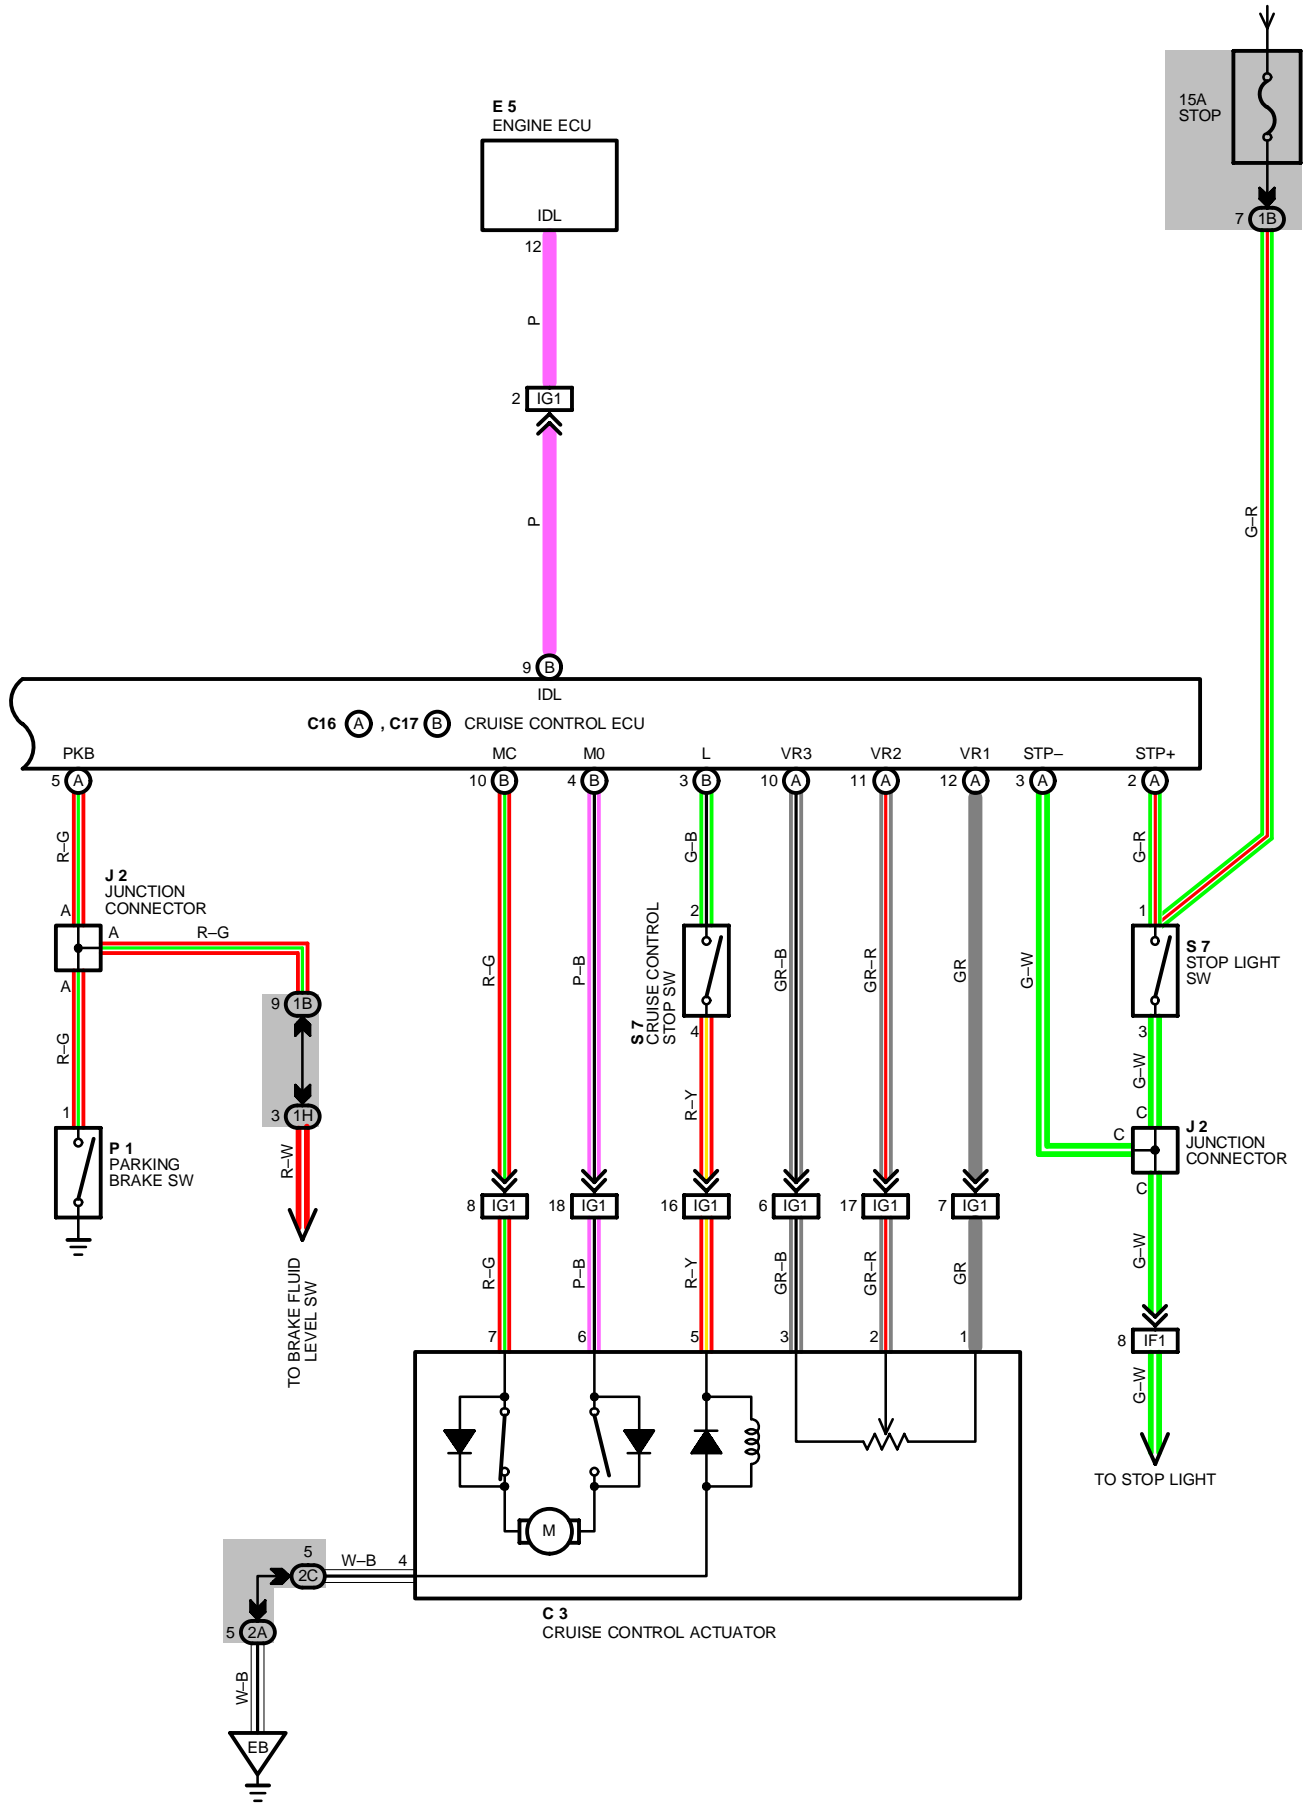 15A
STOP
7 1B
E 5
ENGINE ECU
IDL
12
P
2 IG1
P
G–R
9 B
IDL
C16 A , C17 B CRUISE CONTROL ECU
PKB MC M0 L VR3 VR2 VR1 STP– STP+
5 A 10 B 4 B 3 B 10 A 11 A 12 A 3 A 2 A
R–G
G–B
G–R
J 2
JUNCTION
CONNECTOR
A
A R–G
A
2
1
R–G
P–B
S 7
CRUISE CONTROL
STOP SW
GR–B
GR–R
GR
G–W
S 7
STOP LIGHT
SW
9 1B
R–G
4
3
R–Y
G–W
3 1H
1
P 1
PARKING
BRAKE SW
R–W
C
C
J 2
JUNCTION
CONNECTOR
C
8 IG1 18 IG1 16 IG1 6 IG1 17 IG1 7 IG1
TO BRAKE FLUID
LEVEL SW
R–G
P–B
R–Y
GR–B
GR–R
GR
G–W
7 6 5 3 2 1
8 IF1
G–W
TO STOP LIGHT
M
5
2C
W–B 4
C 3
CRUISE CONTROL ACTUATOR
5 2A
W–B
EB